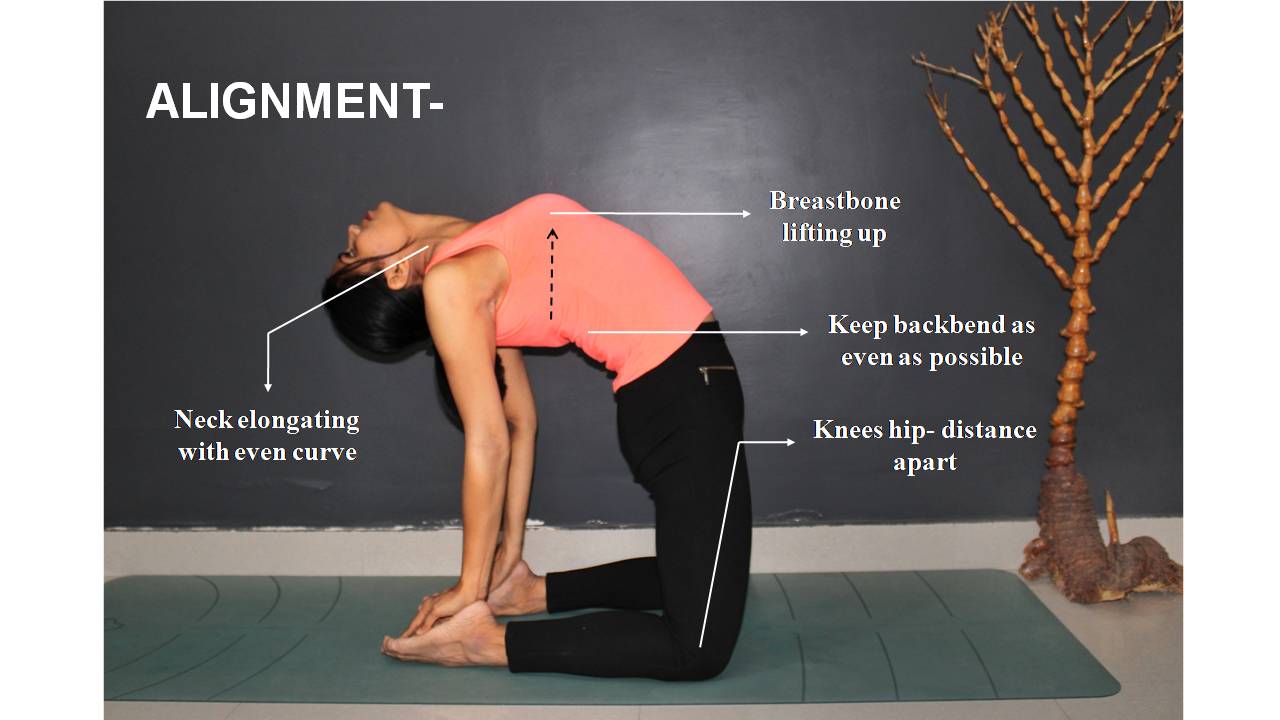 ALIGNMENT-
Breastbone
lifting up
Keep backbend as
even as possible
Neck elongating
with even curve
Knees hip- distance
apart